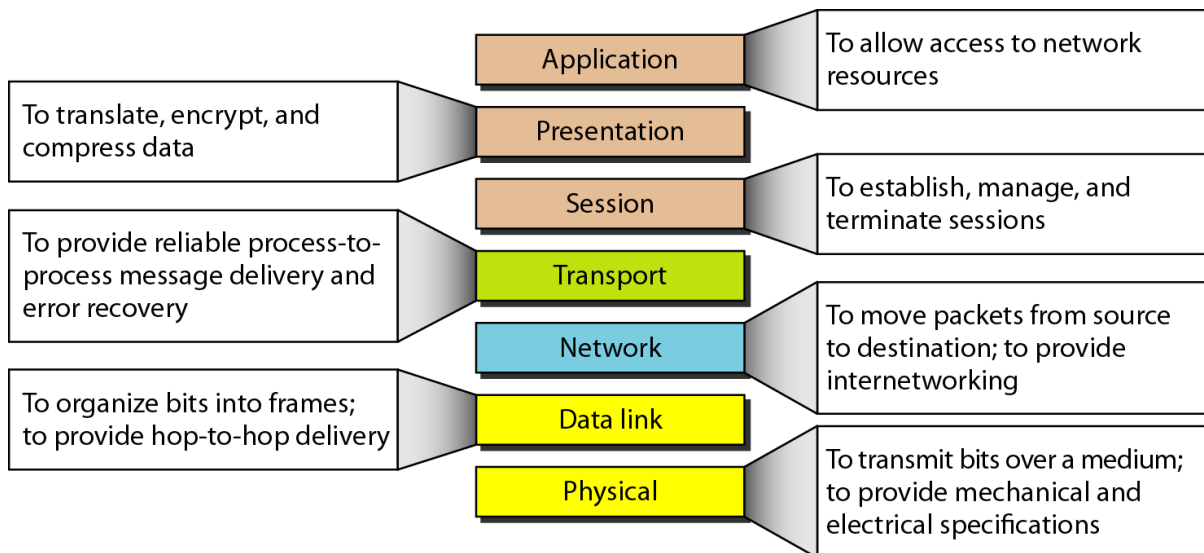 Application
To allow access to network
resources
To translate, encrypt, and
compress data
Presentation
Session
To establish, manage, and
terminate sessions
To provide reliable process-to-
process message delivery and
error recovery
Transport
Network
To move packets from source
to destination; to provide
internetworking
To organize bits into frames;
to provide hop-to-hop delivery
Data link
Physical
To transmit bits over a medium;
to provide mechanical and
electrical specifications